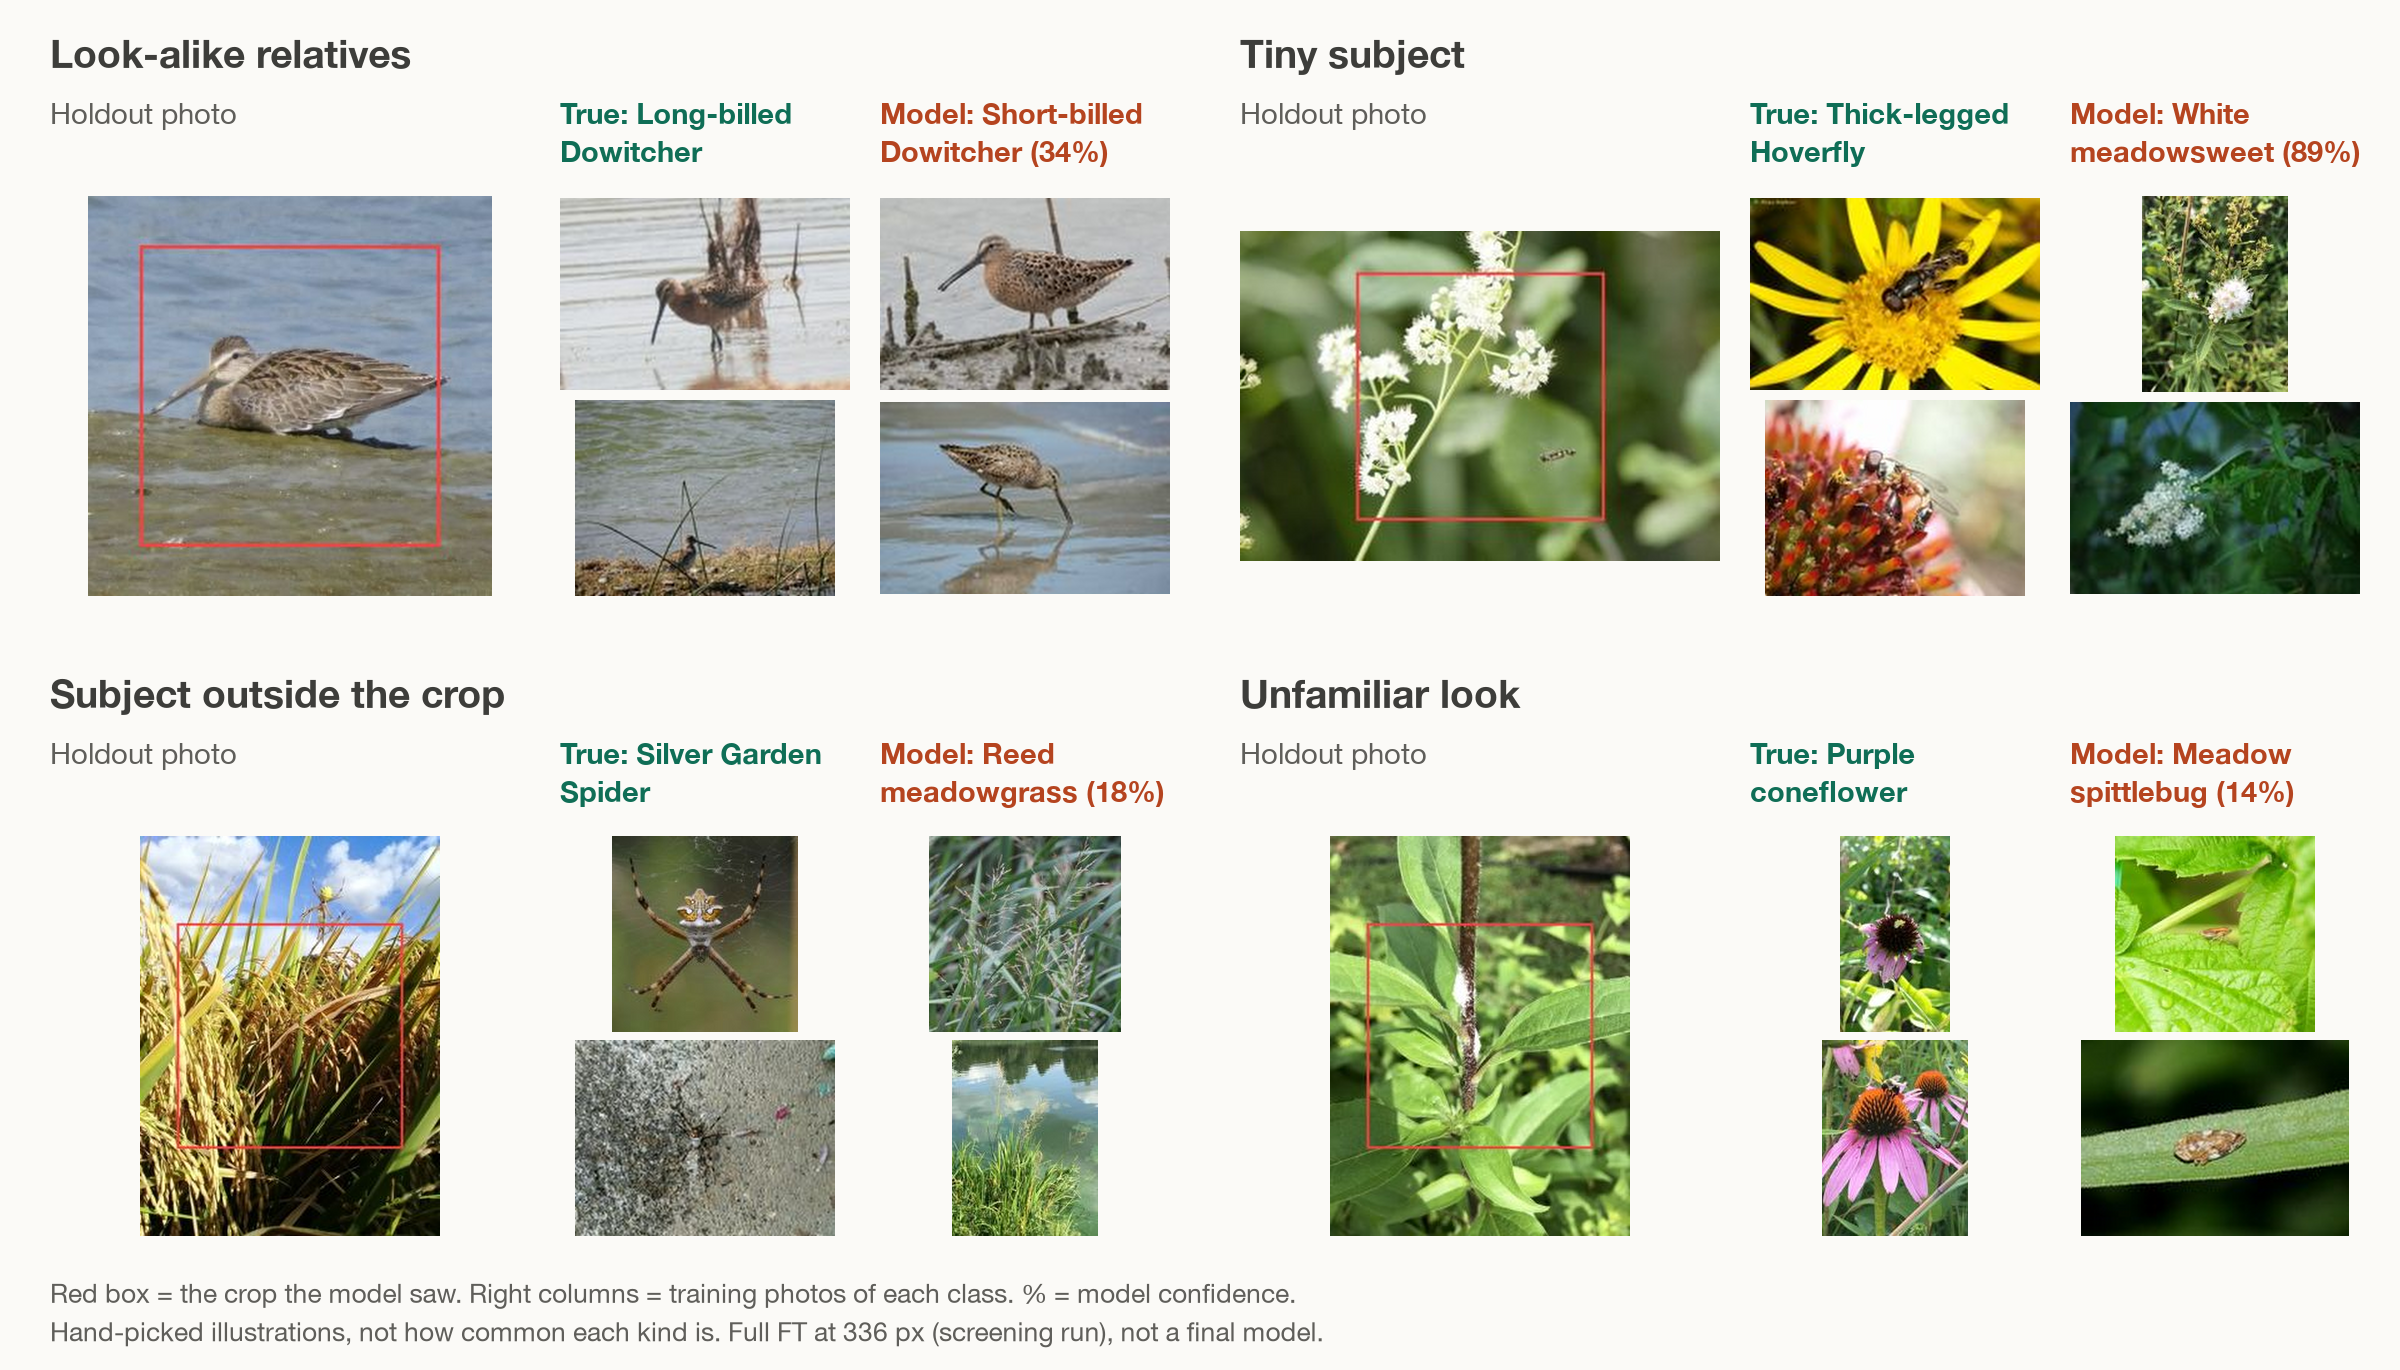 Look-alike relatives
Holdout photo
True: Long-billed
Dowitcher
Model: Short-billed
Dowitcher (34%)
Tiny subject
Holdout photo
True: Thick-legged
Hoverfly
Model: White
meadowsweet (89%)
Subject outside the crop
Holdout photo
True: Silver Garden
Spider
Model: Reed
meadowgrass (18%)
Unfamiliar look
Holdout photo
True: Purple
coneflower
Model: Meadow
spittlebug (14%)
Red box = the crop the model saw. Right columns = training photos of each class. % = model confidence.
Hand-picked illustrations, not how common each kind is. Full FT at 336 px (screening run), not a final model.